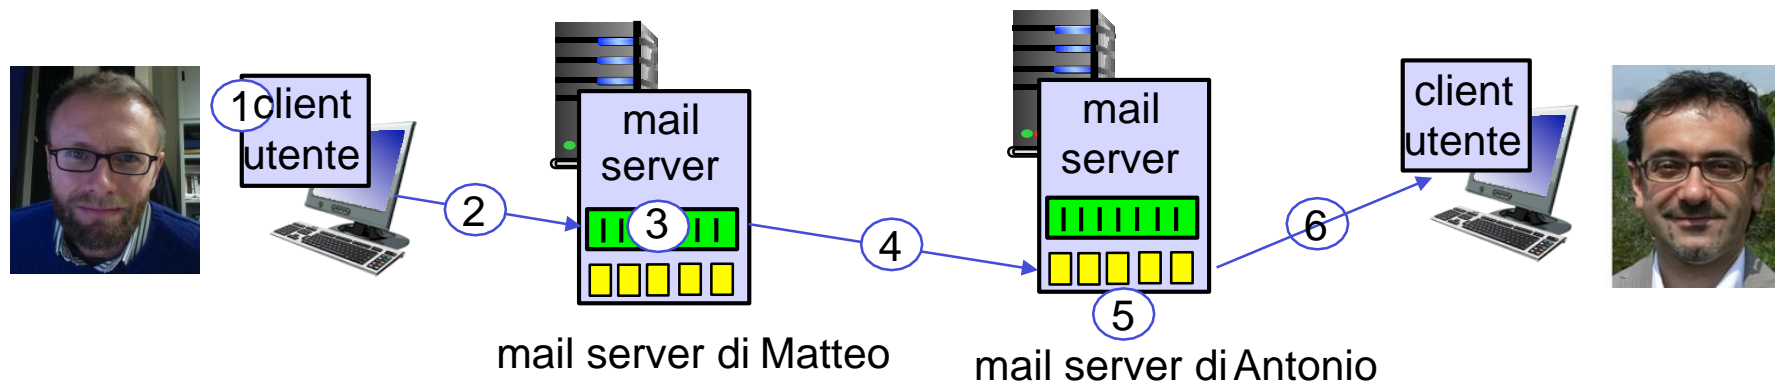 1
client
utente
2
mail
server
3
4
mail
server
5
6
client
utente
mail server di Matteo
mail server di Antonio